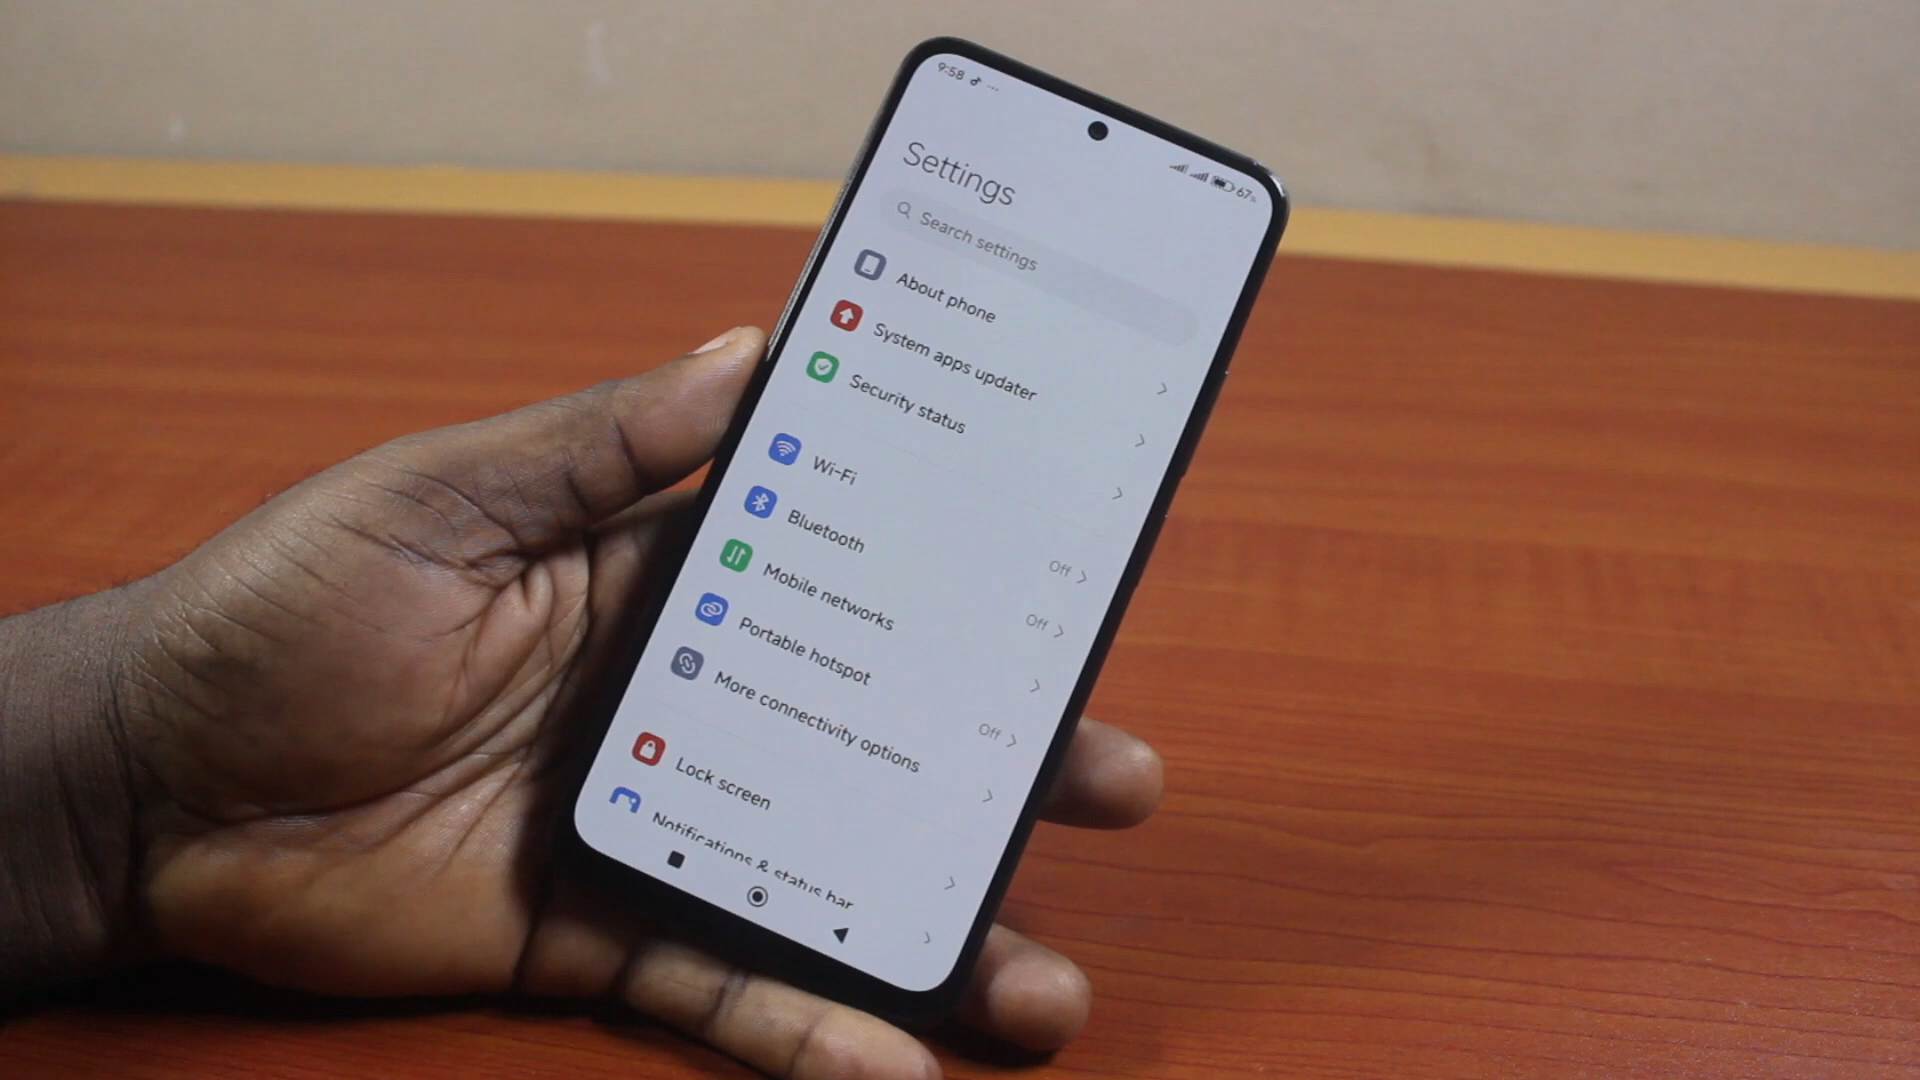 9:58
67%
Settings
Search settings
About phone
System apps updater
Security status
Wi-Fi
Off
Bluetooth
Off
Mobile networks
Portable hotspot
Off
More connectivity options
Lock screen
Notifications & status bar